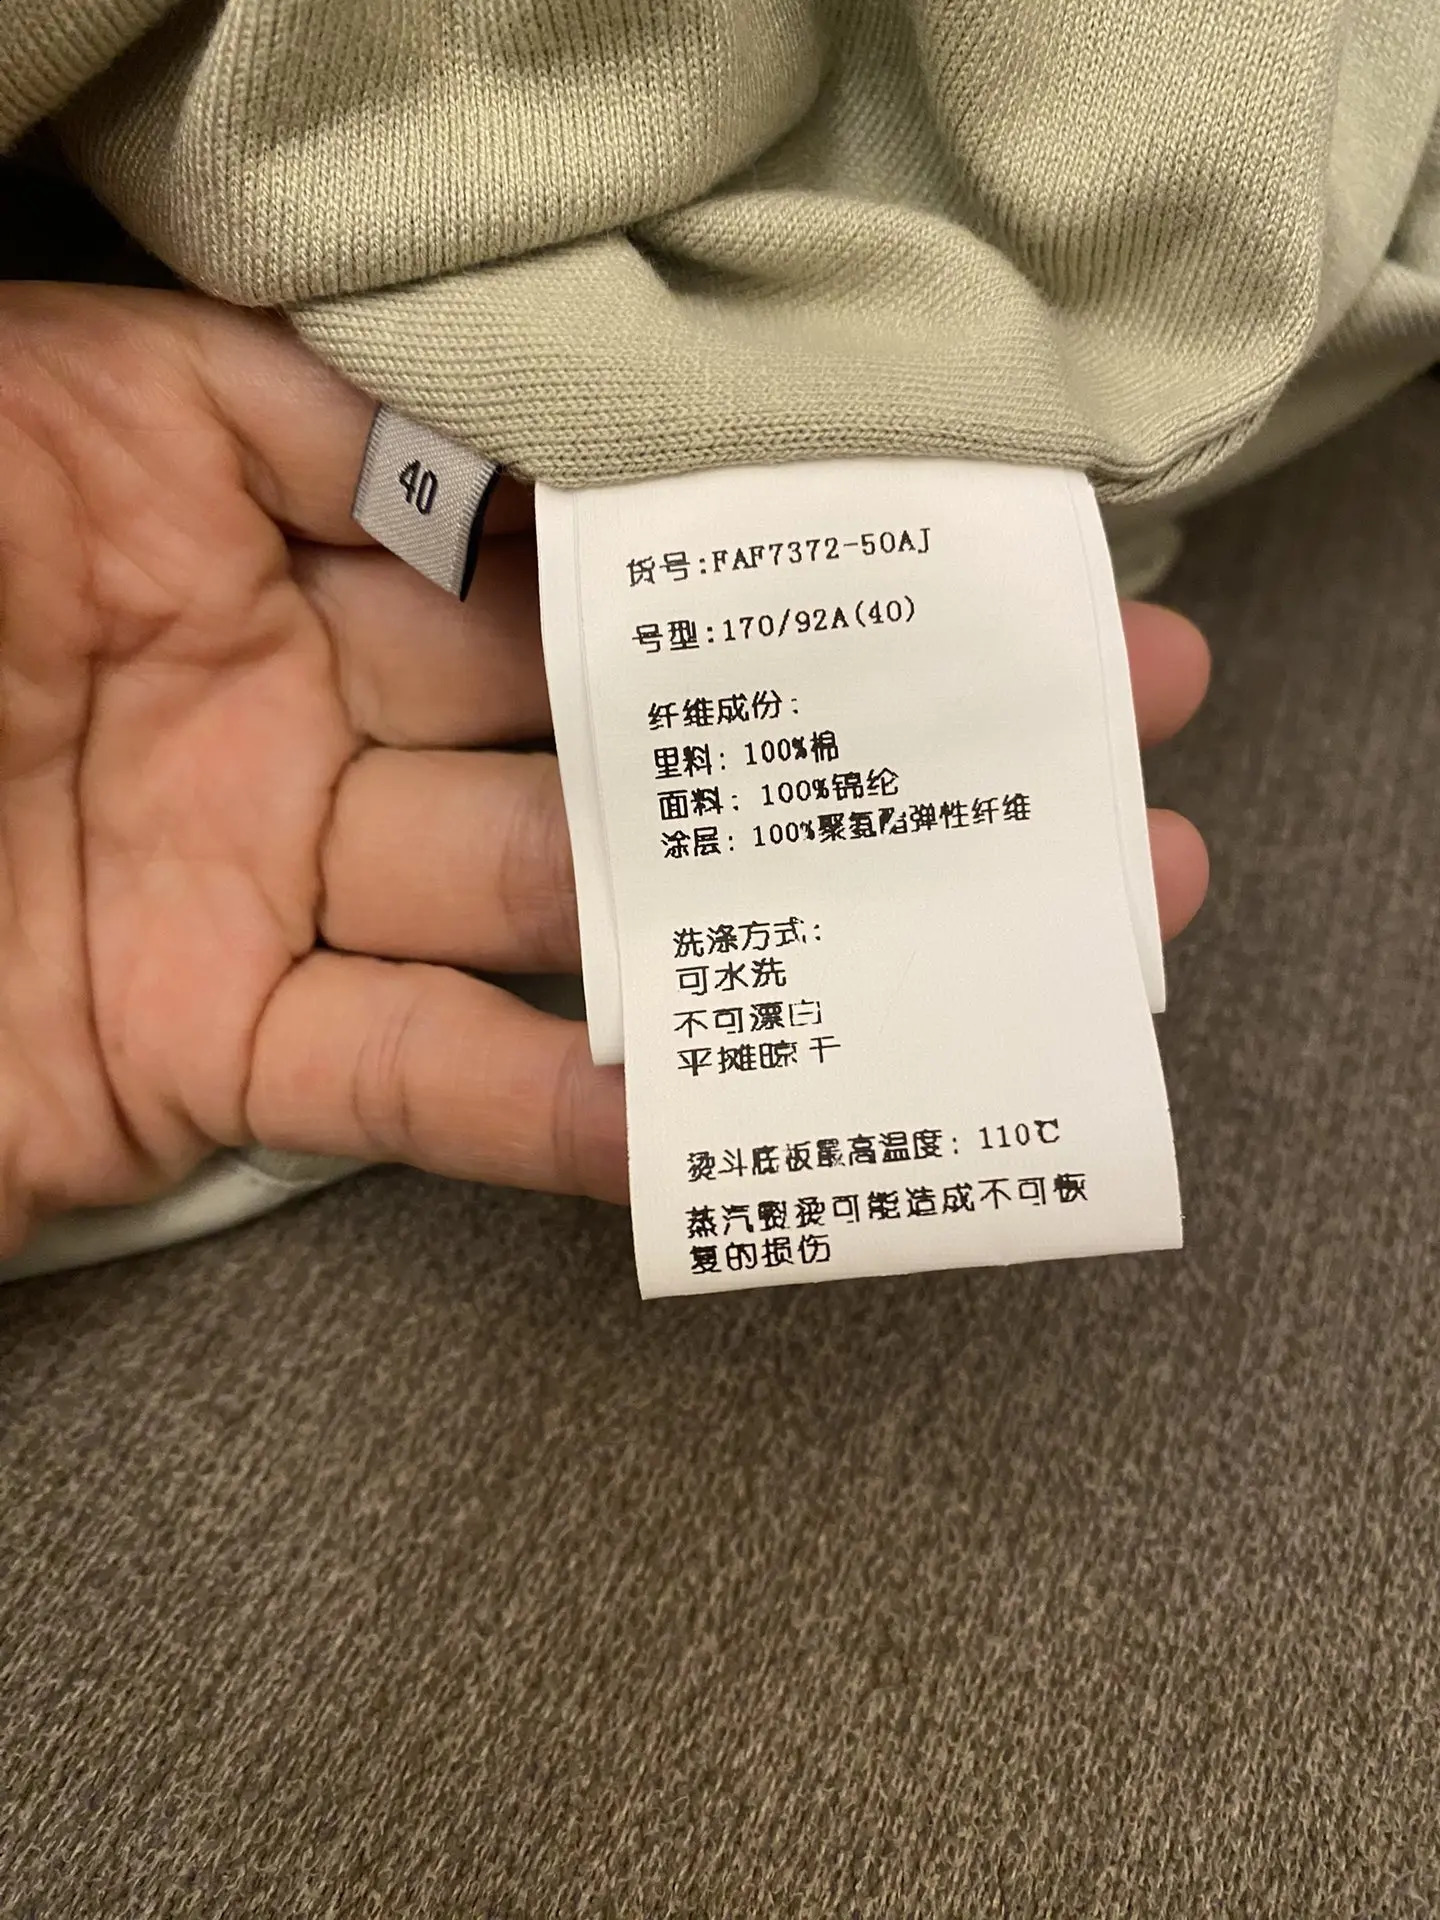 40
货号:FAF7372-50AJ
号型:170/92A(40)
纤维成份:
里料: 100%棉
面料: 100%锦纶
涂层: 100%聚氨酯弹性纤维
洗涤方式:
可水洗
不可漂白
平摊晾干
熨斗底板最高温度: 110℃
蒸汽熨烫可能造成不可恢
复的损伤